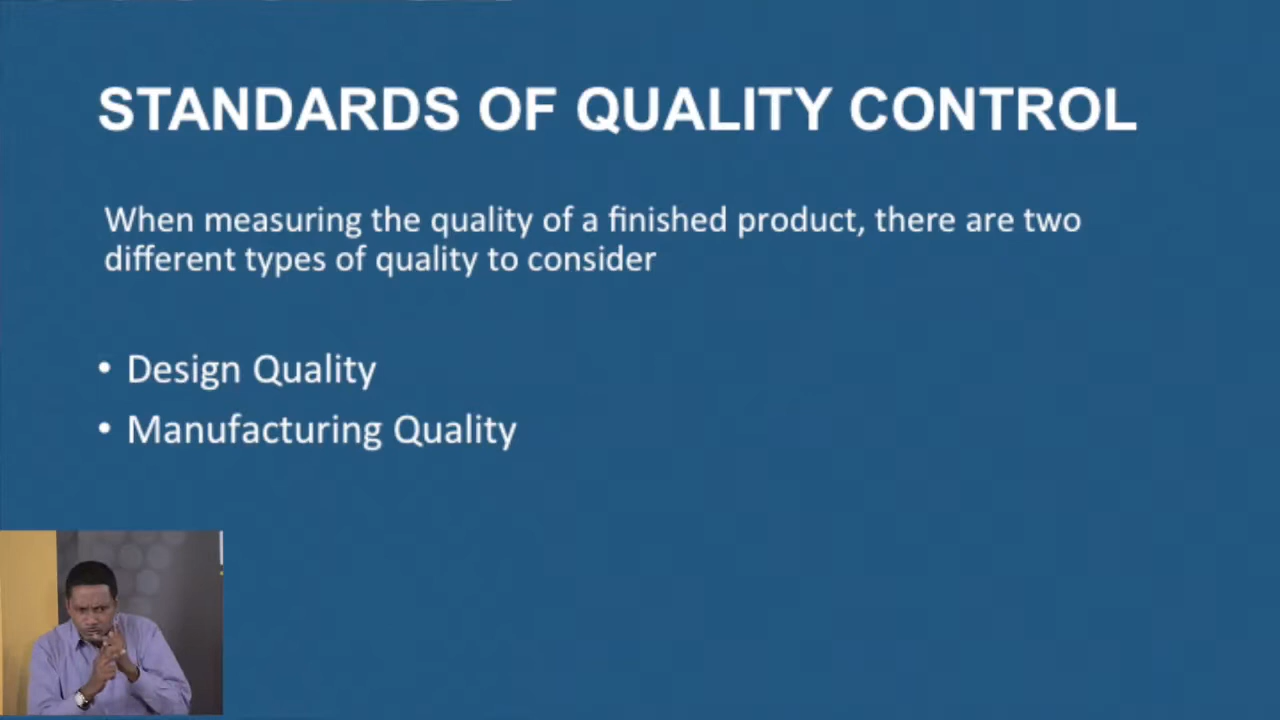 STANDARDS OF QUALITY CONTROL
When measuring the quality of a finished product, there are two
different types of quality to consider
• Design Quality
• Manufacturing Quality